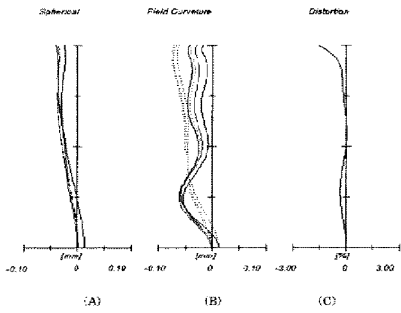 Spherical
Field Curveture
Distortion
[mm]
[mm]
[%]
-0.10
0
0.10
-0.10
0
0.10
-3.00
0
3.00
(A)
(B)
(C)